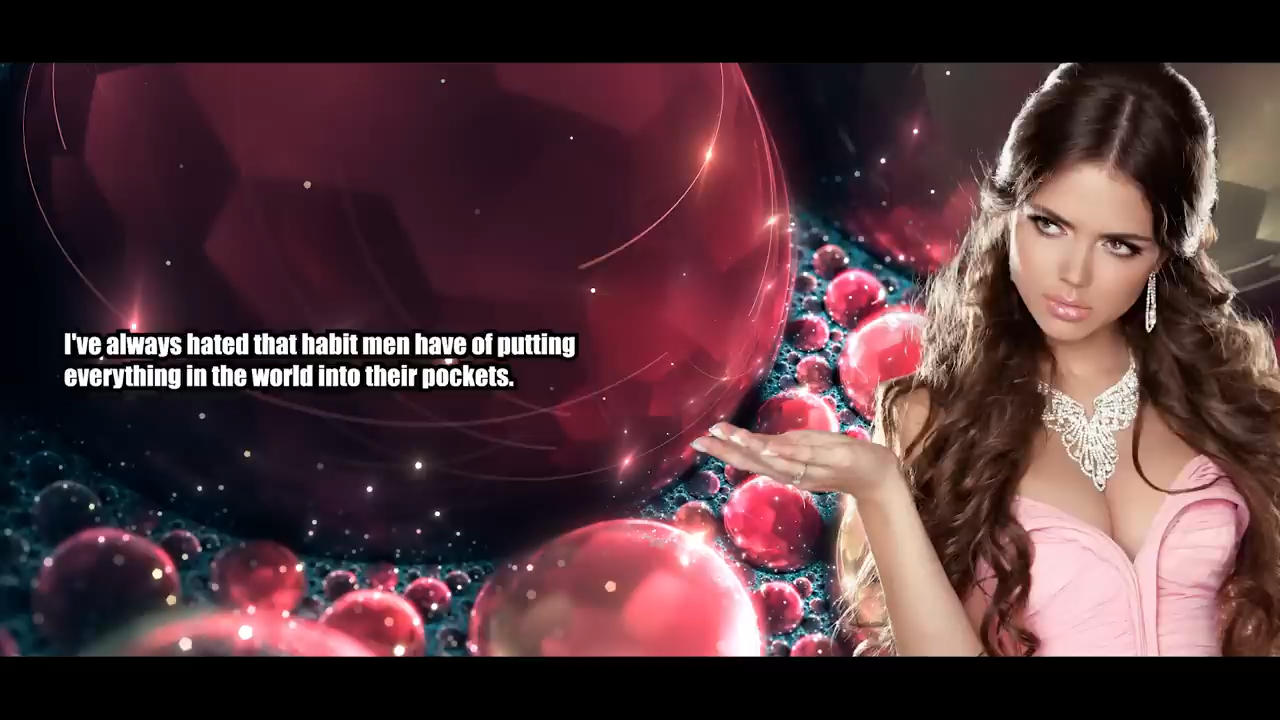 I've always hated that habit men have of putting
everything in the world into their pockets.